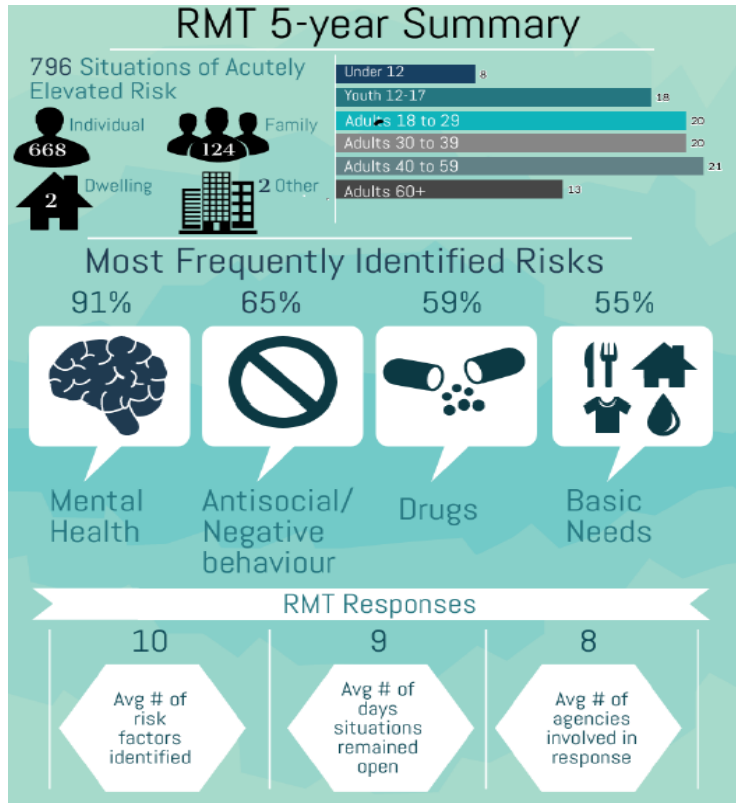 RMT 5-year Summary
796 Situations of Acutely
Elevated Risk
Individual
668
Family
124
Dwelling
2
2 Other
Under 12
8
Youth 12-17
18
Adults 18 to 29
20
Adults 30 to 39
20
Adults 40 to 59
21
Adults 60+
13
Most Frequently Identified Risks
91%
65%
59%
55%
Mental
Health
Antisocial/
Negative
behaviour
Drugs
Basic
Needs
RMT Responses
10
Avg # of
risk
factors
identified
9
Avg # of
days
situations
remained
open
8
Avg # of
agencies
involved in
response